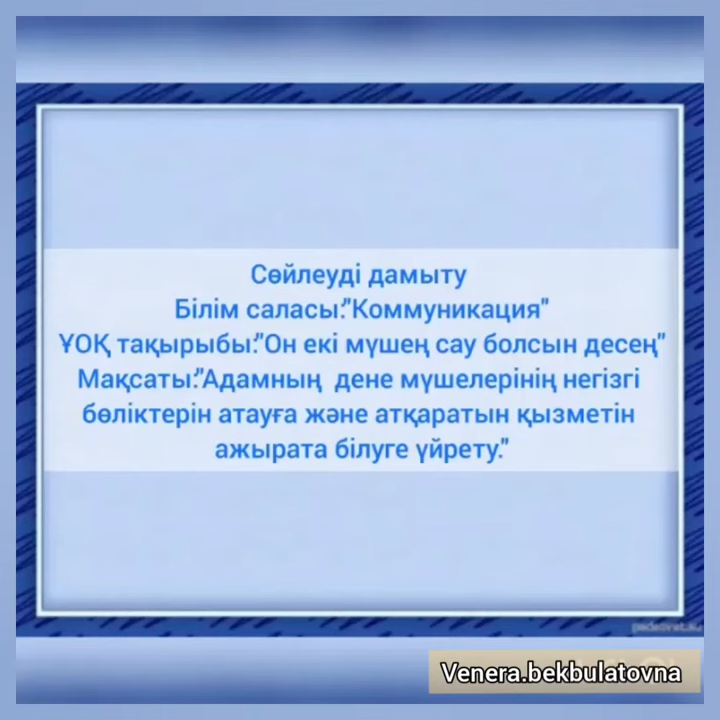 Сөйлеуді дамыту
Білім саласы:"Коммуникация"
ҰОҚ тақырыбы:"Он екі мүшең сау болсын десең"
Мақсаты:"Адамның дене мүшелерінің негізгі
бөліктерін атауға және атқаратын қызметін
ажырата білуге үйрету."
Venera.bekbulatovna